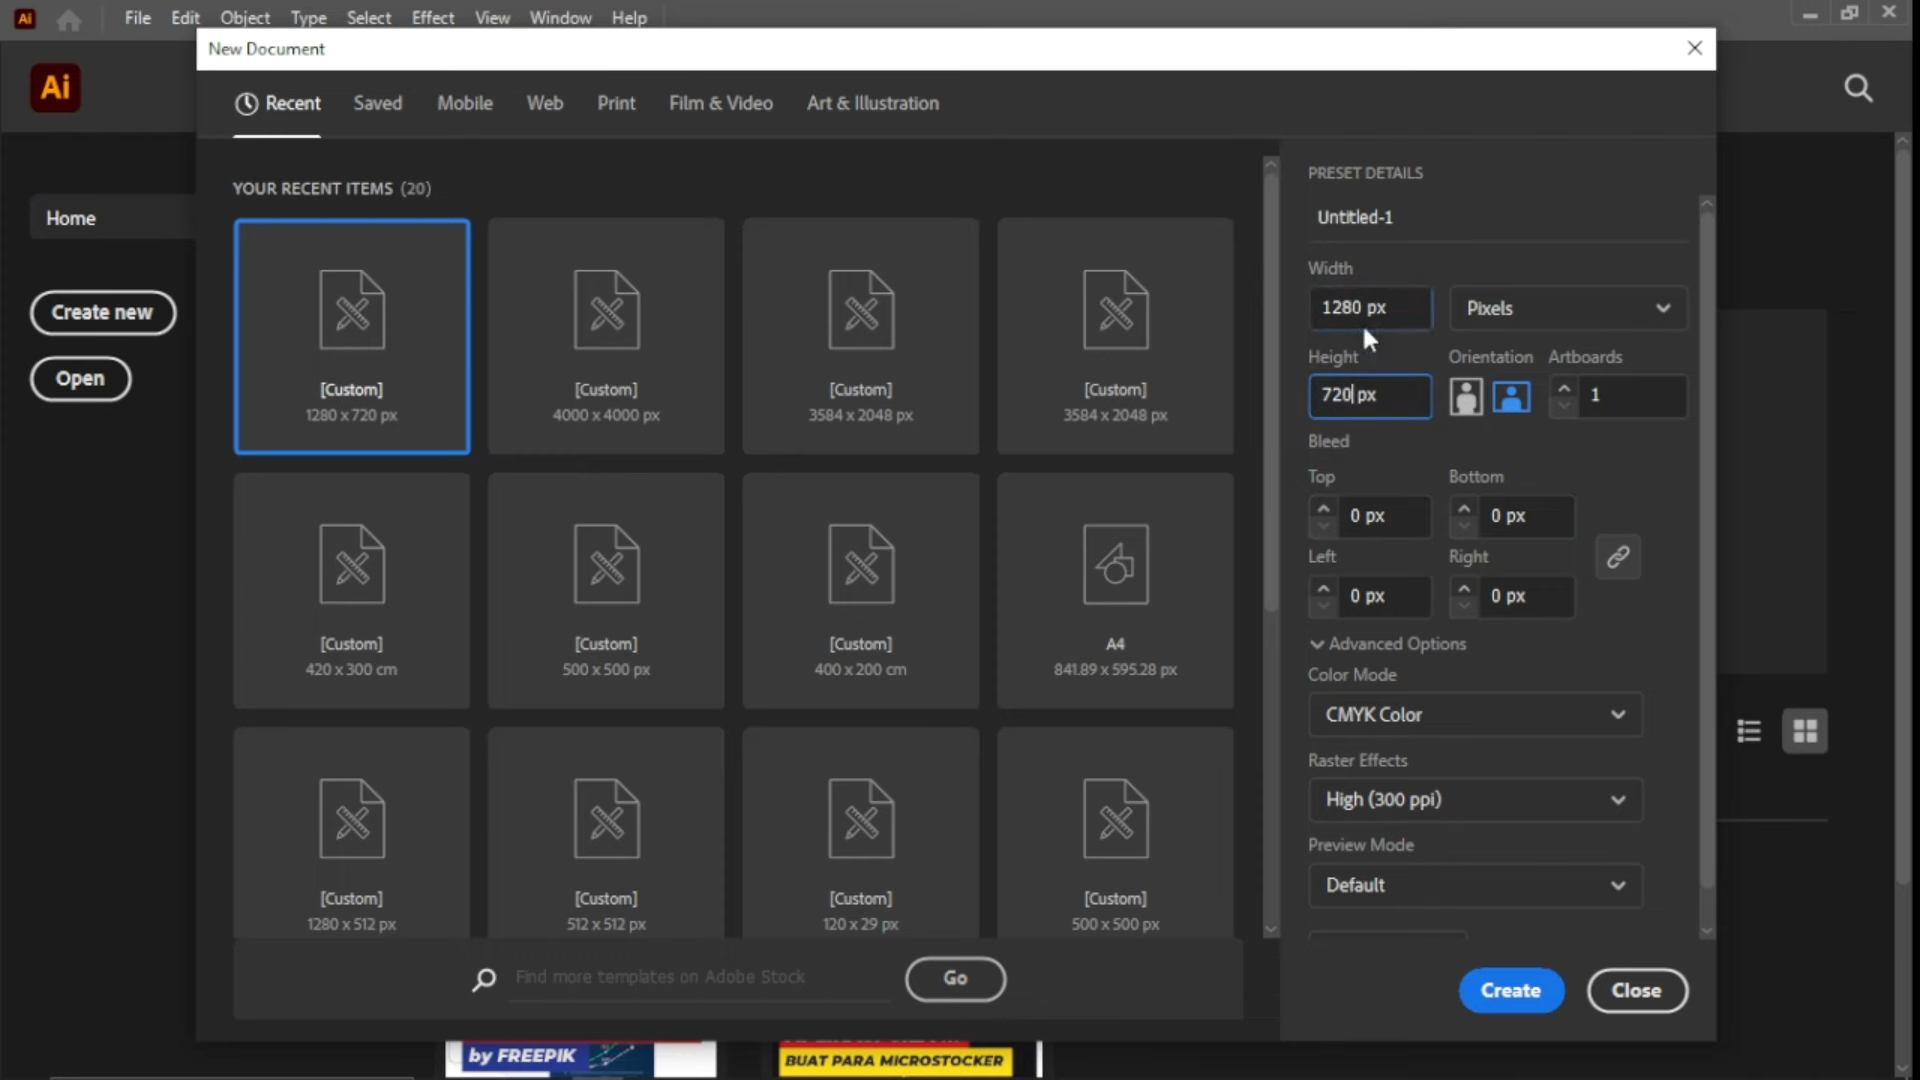 Ai File Edit Object Type Select Effect View Window Help
New Document
Ai
Recent Saved Mobile Web Print Film & Video Art & Illustration
Home
Create new
Open
YOUR RECENT ITEMS (20)
[Custom] [Custom] [Custom] [Custom]
1280 x 720 px 4000 x 4000 px 3584 x 2048 px 3584 x 2048 px
[Custom] [Custom] [Custom] A4
420 x 300 cm 500 x 500 px 400 x 200 cm 841.89 x 595.28 px
[Custom] [Custom] [Custom] [Custom]
1280 x 512 px 512 x 512 px 120 x 29 px 500 x 500 px
Find more templates on Adobe Stock Go
PRESET DETAILS
Untitled-1
Width
1280 px Pixels
Height Orientation Artboards
720 px 1
Bleed
Top Bottom
0 px 0 px
Left Right
0 px 0 px
Advanced Options
Color Mode
CMYK Color
Raster Effects
High (300 ppi)
Preview Mode
Default
Create Close
by FREEPIK
BUAT PARA MICROSTOCKER